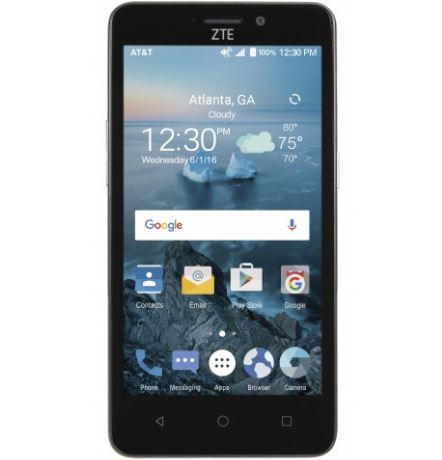 ZTE
AT&T 100% 12:30 PM
Atlanta, GA
Cloudy
12:30 PM
Wednesday 6/1/16
80°
75°
70°
Google
Contacts Email Play Store Google
Phone Messaging Apps Browser Camera